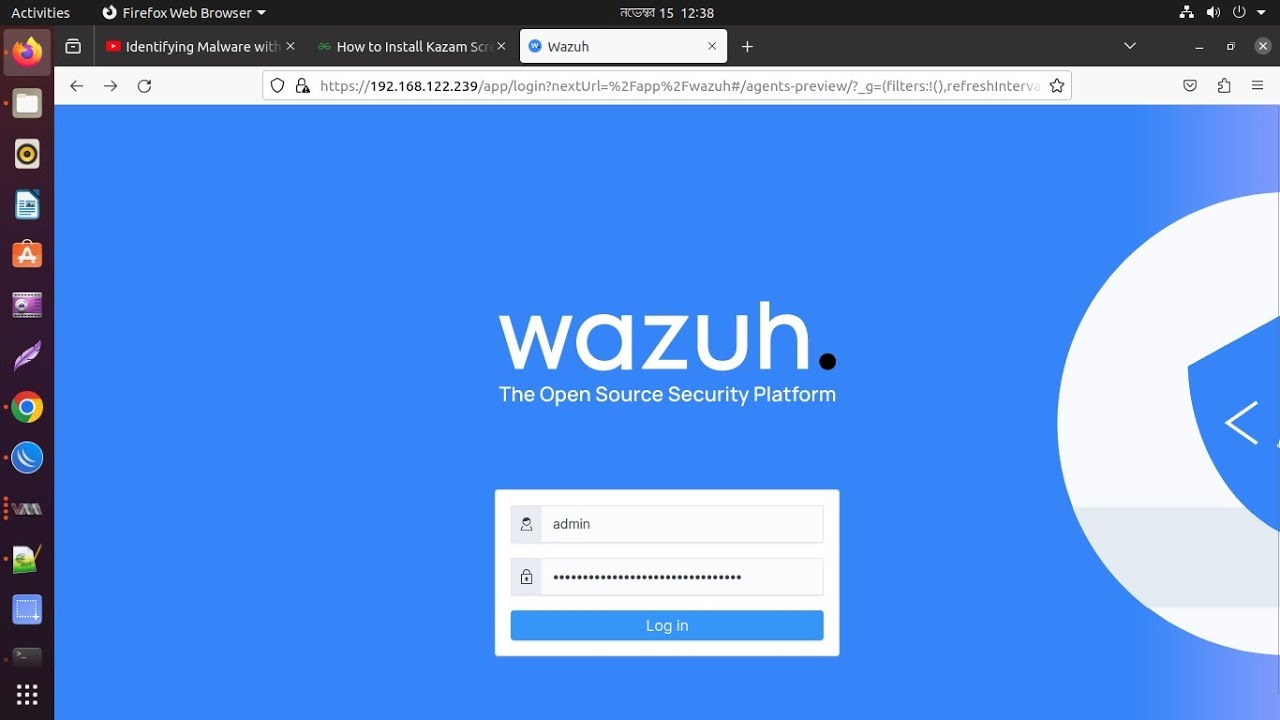 Activities Firefox Web Browser নভেম্বর 15 12:38
Identifying Malware with How to Install Kazam Scr Wazuh
https://192.168.122.239/app/login?nextUrl=%2Fapp%2Fwazuh#/agents-preview/?_g=(filters:!(),refreshInterva
wazuh.
The Open Source Security Platform
admin
Log in